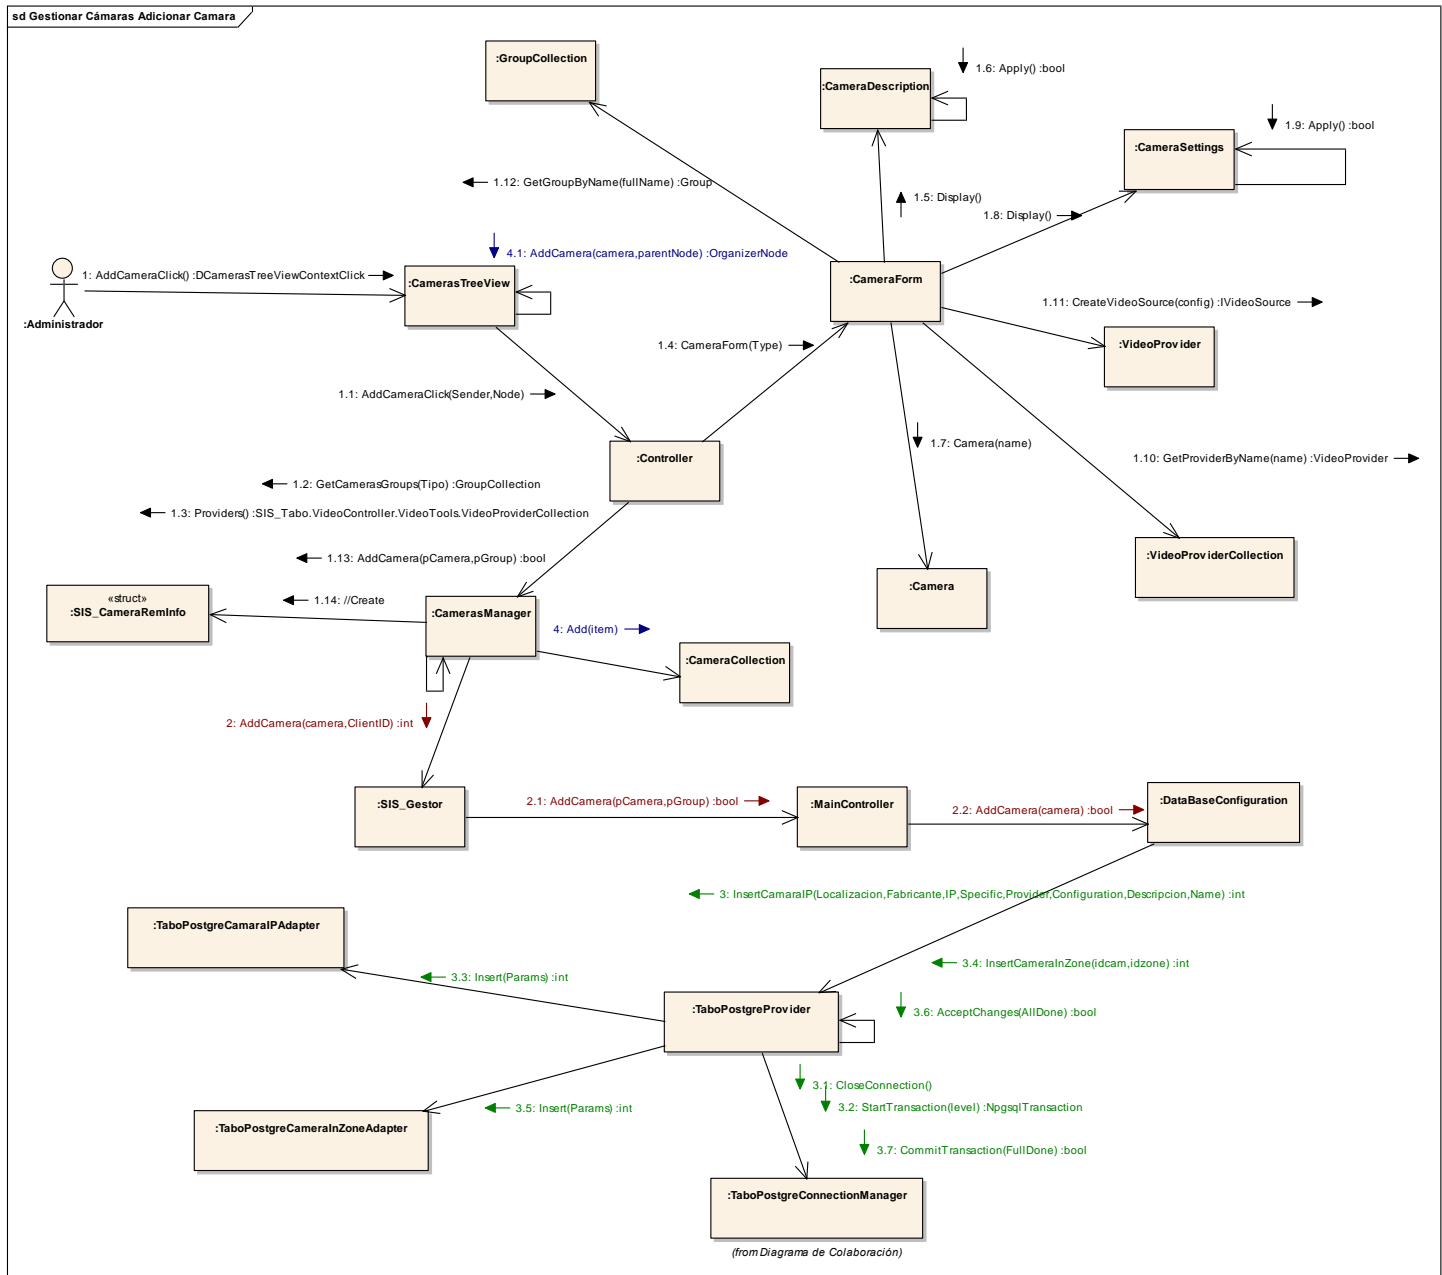 sd Gestionar Cámaras Adicionar Camara
:GroupCollection
:CameraDescription
1.6: Apply() :bool
:CameraSettings
1.9: Apply() :bool
1.12: GetGroupByName(fullName) :Group
1.5: Display()
1.8: Display()
4.1: AddCamera(camera,parentNode) :OrganizerNode
1: AddCameraClick() :DCamerasTreeViewContextClick
:CamerasTreeView
:CameraForm
:Administrador
1.11: CreateVideoSource(config) :IVideoSource
:VideoProvider
1.4: CameraForm(Type)
1.1: AddCameraClick(Sender,Node)
1.7: Camera(name)
:Controller
1.10: GetProviderByName(name) :VideoProvider
1.2: GetCamerasGroups(Tipo) :GroupCollection
1.3: Providers() :SIS_Tabo.VideoController.VideoTools.VideoProviderCollection
1.13: AddCamera(pCamera,pGroup) :bool
:VideoProviderCollection
:Camera
«struct»
:SIS_CameraRemInfo
1.14: //Create
:CamerasManager
4: Add(item)
:CameraCollection
2: AddCamera(camera,ClientID) :int
:SIS_Gestor
2.1: AddCamera(pCamera,pGroup) :bool
:MainController
2.2: AddCamera(camera) :bool
:DataBaseConfiguration
3: InsertCamaraIP(Localizacion,Fabricante,IP,Specific,Provider,Configuration,Descripcion,Name) :int
:TaboPostgreCamaraIPAdapter
3.3: Insert(Params) :int
3.4: InsertCameraInZone(idcam,idzone) :int
:TaboPostgreProvider
3.6: AcceptChanges(AllDone) :bool
3.1: CloseConnection()
3.5: Insert(Params) :int
3.2: StartTransaction(level) :NpgsqlTransaction
:TaboPostgreCameraInZoneAdapter
3.7: CommitTransaction(FullDone) :bool
:TaboPostgreConnectionManager
(from Diagrama de Colaboración)